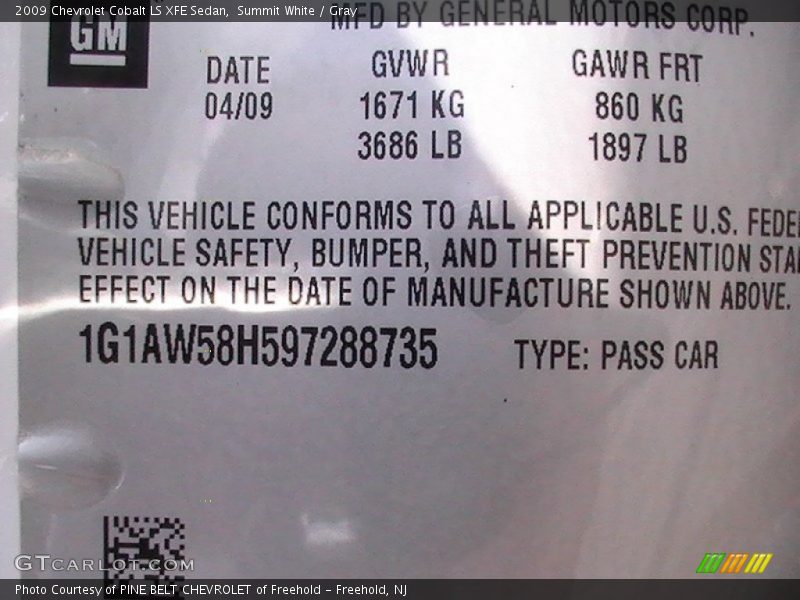 2009 Chevrolet Cobalt LS XFE Sedan,  Summit White / Gray
MFD BY GENERAL MOTORS CORP.
GM
DATE GVWR GAWR FRT
04/09 1671 KG 860 KG
3686 LB 1897 LB
THIS VEHICLE CONFORMS TO ALL APPLICABLE U.S. FEDE
VEHICLE SAFETY, BUMPER, AND THEFT PREVENTION STA
EFFECT ON THE DATE OF MANUFACTURE SHOWN ABOVE.
1G1AW58H597288735 TYPE: PASS CAR
GTcarlot.com
Photo Courtesy of PINE BELT CHEVROLET of Freehold - Freehold, NJ